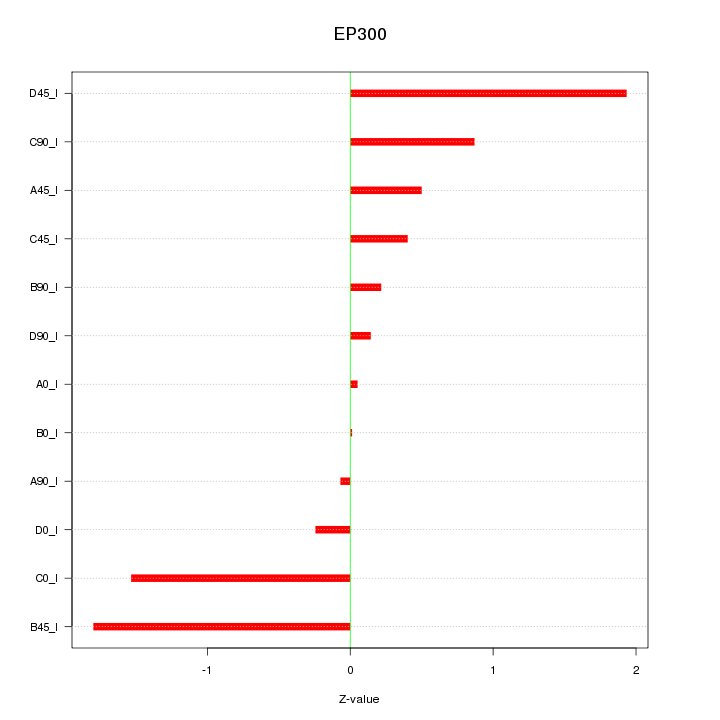 EP300
D45_I
C90_I
A45_I
C45_I
B90_I
D90_I
A0_I
B0_I
A90_I
D0_I
C0_I
B45_I
-1 0 1 2
Z-value